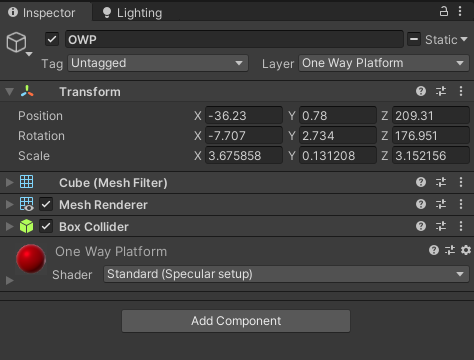 Inspector Lighting
OWP Static
Tag Untagged Layer One Way Platform
Transform
Position X -36.23 Y 0.78 Z 209.31
Rotation X -7.707 Y 2.734 Z 176.951
Scale X 3.675858 Y 0.131208 Z 3.152156
Cube (Mesh Filter)
Mesh Renderer
Box Collider
One Way Platform
Shader Standard (Specular setup)
Add Component